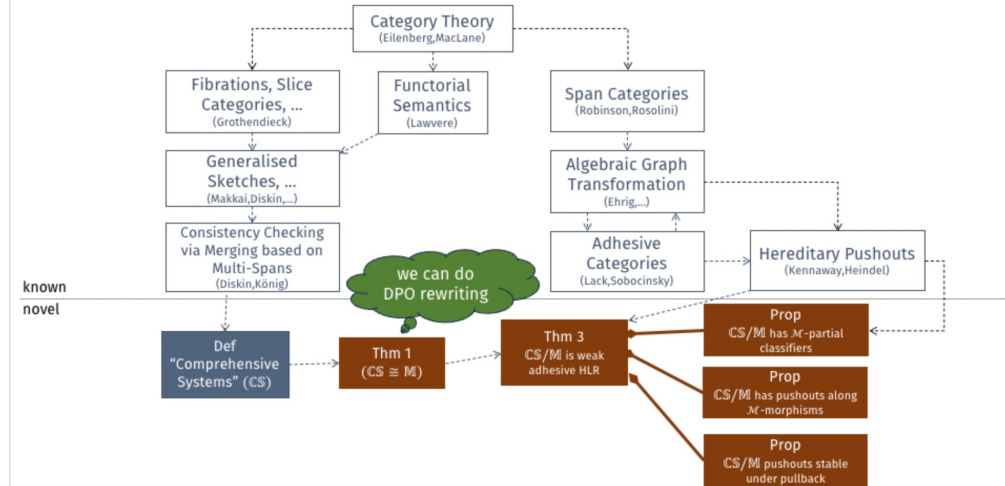 Category Theory
(Eilenberg,MacLane)
Fibrations, Slice
Categories, ...
(Grothendieck)
Functorial
Semantics
(Lawvere)
Span Categories
(Robinson,Rosolini)
Generalised
Sketches, ...
(Makkai,Diskin,...)
Algebraic Graph
Transformation
(Ehrig,...)
Consistency Checking
via Merging based on
Multi-Spans
(Diskin,König)
Adhesive
Categories
(Lack,Sobocinsky)
Hereditary Pushouts
(Kennaway,Heindel)
we can do
DPO rewriting
known
novel
Def
“Comprehensive
Systems” (ℂ𝕊)
Thm 1
(ℂ𝕊 ≅ 𝕄)
Thm 3
ℂ𝕊/𝕄 is weak
adhesive HLR
Prop
ℂ𝕊/𝕄 has ℳ-partial
classifiers
Prop
ℂ𝕊/𝕄 has pushouts along
ℳ-morphisms
Prop
ℂ𝕊/𝕄 pushouts stable
under pullback